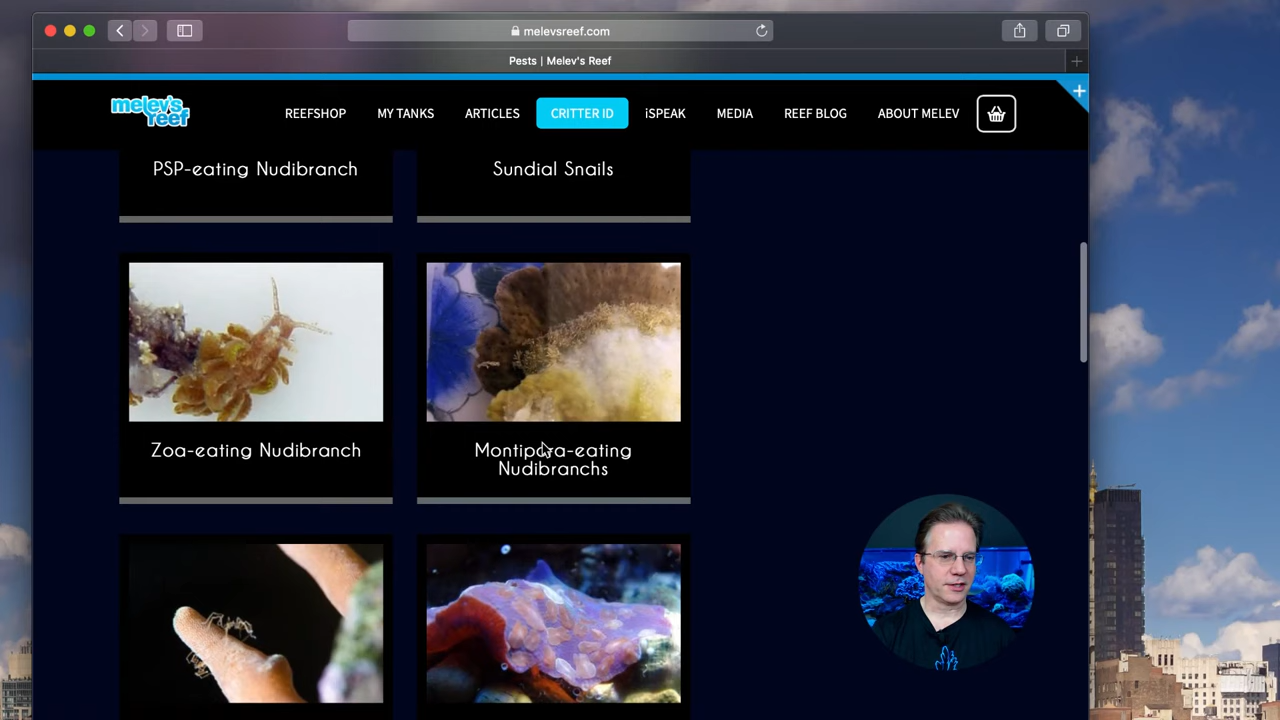 melevsreef.com
Pests | Melev's Reef
melev's
reef
REEFSHOP
MY TANKS
ARTICLES
CRITTER ID
iSPEAK
MEDIA
REEF BLOG
ABOUT MELEV
PSP-eating Nudibranch
Sundial Snails
Zoa-eating Nudibranch
Montipora-eating
Nudibranchs